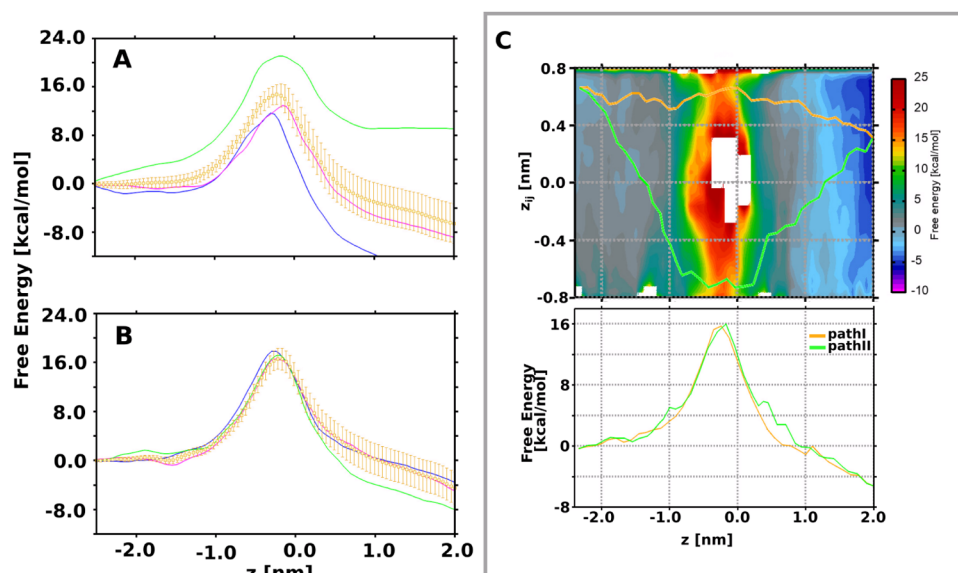 A
24.0
16.0
8.0
0.0
-8.0
Free Energy [kcal/mol]
B
24.0
16.0
8.0
0.0
-8.0
-2.0 -1.0 0.0 1.0 2.0
z [nm]
C
0.8
0.4
0.0
-0.4
-0.8
z_ij [nm]
25
20
15
10
5
0
-5
-10
Free energy [kcal/mol]
16
8
0
-8
Free Energy
[kcal/mol]
pathI
pathII
-2.0 -1.0 0.0 1.0 2.0
z [nm]